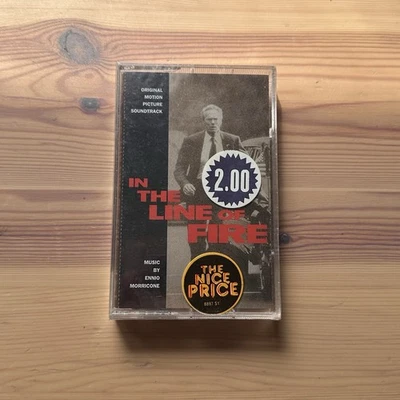 ORIGINAL
MOTION
PICTURE
SOUNDTRACK
2.00
IN
THE
LINE OF
FIRE
MUSIC
BY
ENNIO
MORRICONE
THE
NICE
PRICE